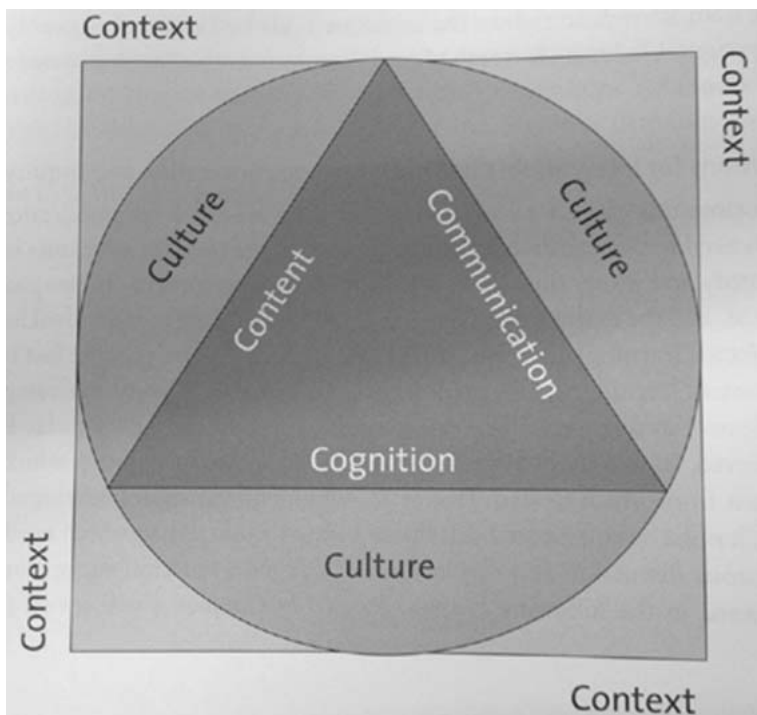 Context
Context
Culture
Culture
Content
Communication
Cognition
Culture
Context
Context